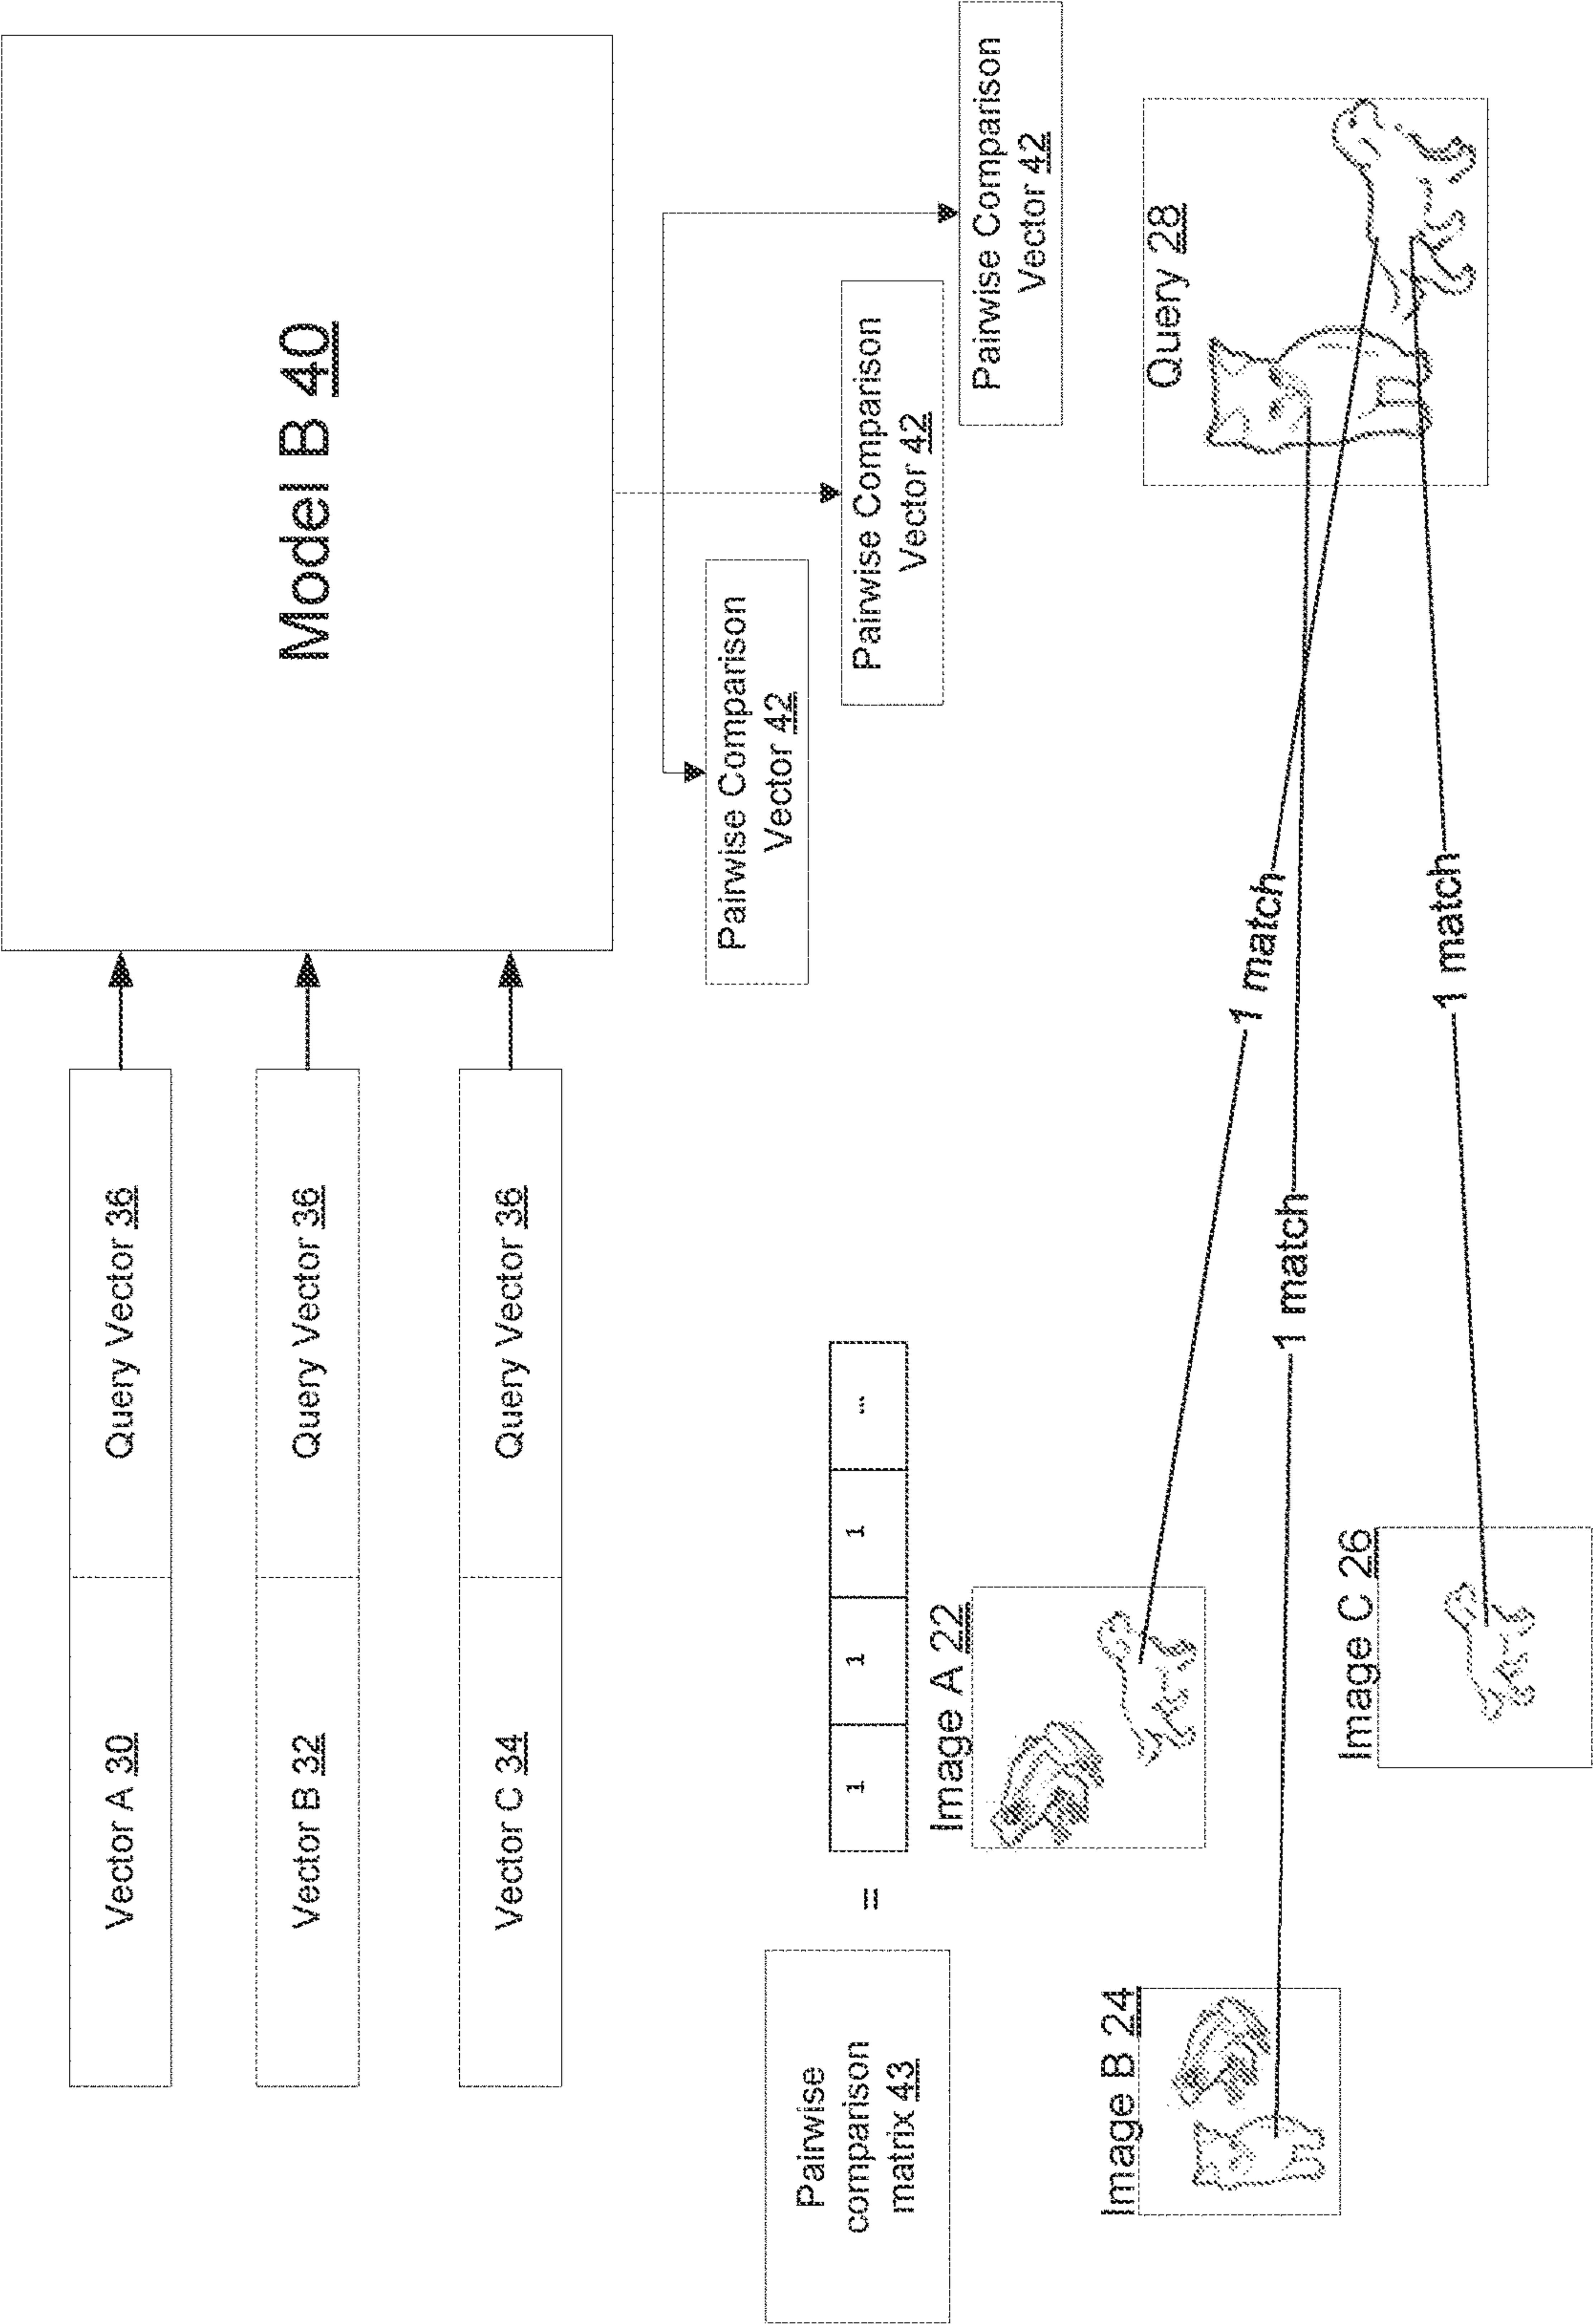 Vector A 30
Query Vector 36
Vector B 32
Query Vector 36
Vector C 34
Query Vector 36
Model B 40
Pairwise Comparison
Vector 42
Pairwise Comparison
Vector 42
Pairwise Comparison
Vector 42
Pairwise
comparison
matrix 43
=
1
1
1
...
Image A 22
Image B 24
Image C 26
1 match
1 match
1 match
Query 28